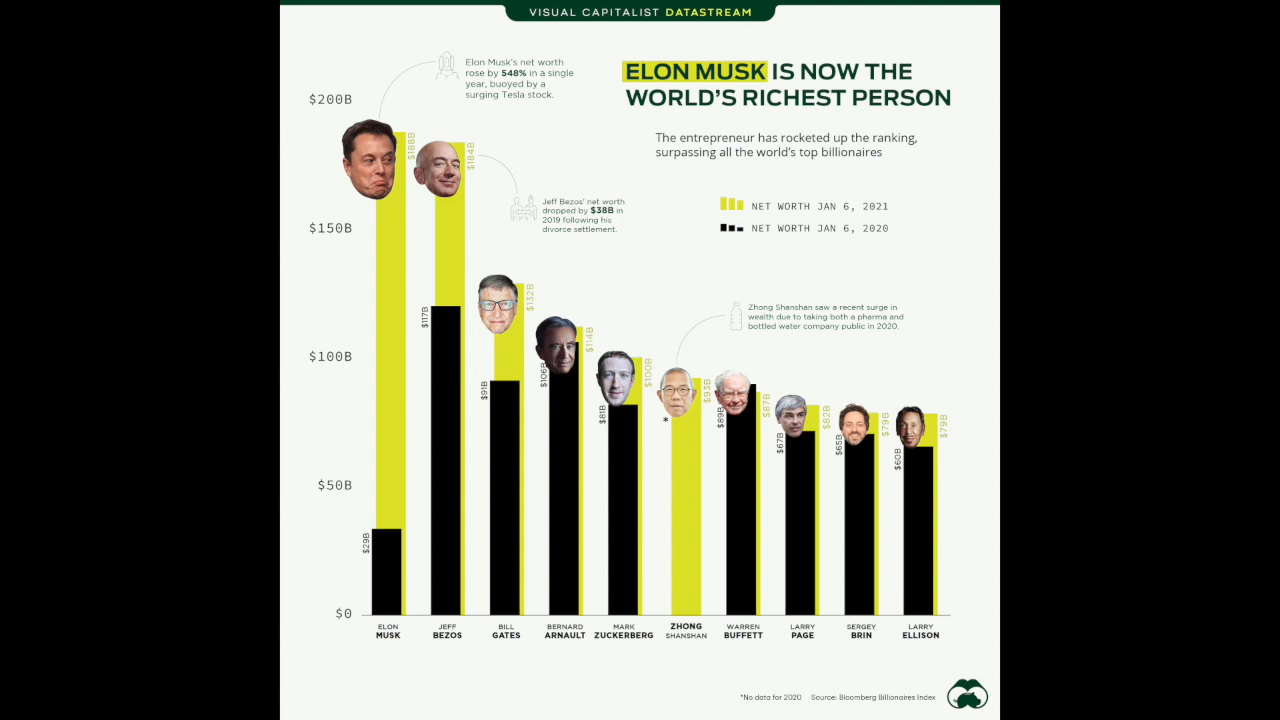 VISUAL CAPITALIST DATASTREAM
ELON MUSK IS NOW THE
WORLD'S RICHEST PERSON
The entrepreneur has rocketed up the ranking,
surpassing all the world's top billionaires
NET WORTH JAN 6, 2021
NET WORTH JAN 6, 2020
Elon Musk's net worth
rose by 548% in a single
year, buoyed by a
surging Tesla stock.
Jeff Bezos' net worth
dropped by $38B in
2019 following his
divorce settlement.
Zhong Shanshan saw a recent surge in
wealth due to taking both a pharma and
bottled water company public in 2020.
$200B
$150B
$100B
$50B
$0
$29B
$188B
$117B
$184B
$91B
$132B
$106B
$114B
$81B
$100B
*
$93B
$89B
$87B
$67B
$82B
$65B
$79B
$60B
$79B
ELON
MUSK
JEFF
BEZOS
BILL
GATES
BERNARD
ARNAULT
MARK
ZUCKERBERG
ZHONG
SHANSHAN
WARREN
BUFFETT
LARRY
PAGE
SERGEY
BRIN
LARRY
ELLISON
*No data for 2020 Source: Bloomberg Billionaires Index